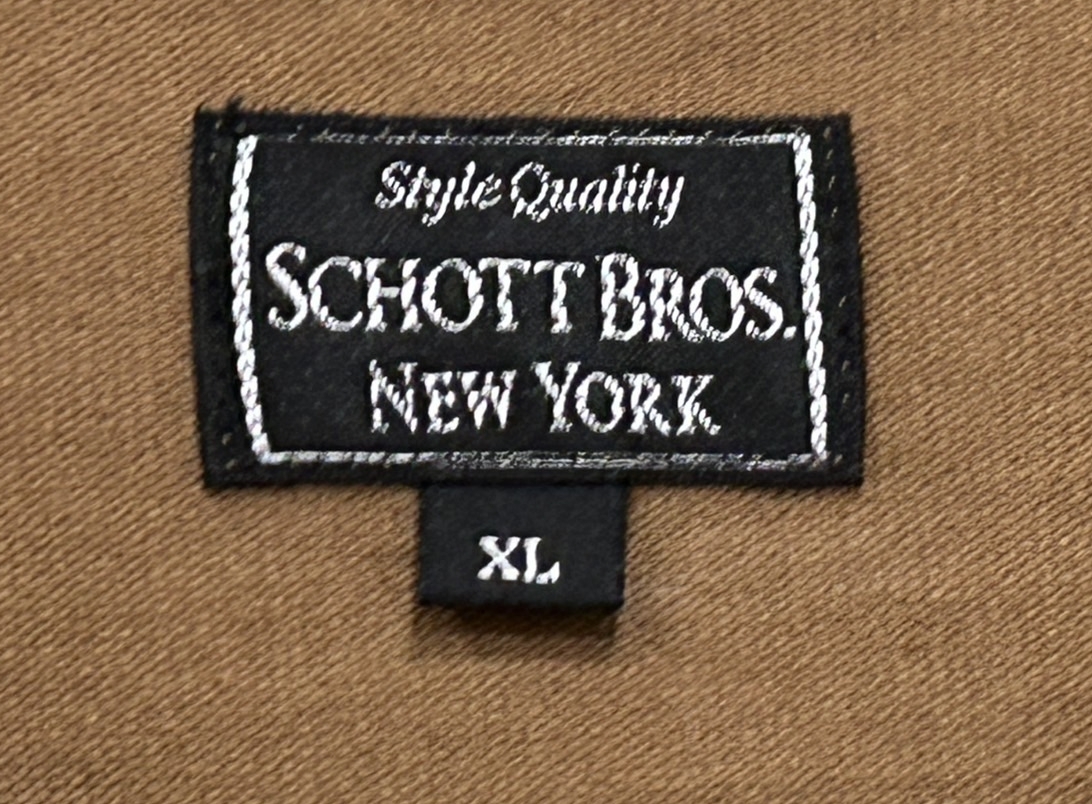 Style Quality
SCHOTT BROS.
NEW YORK
XL